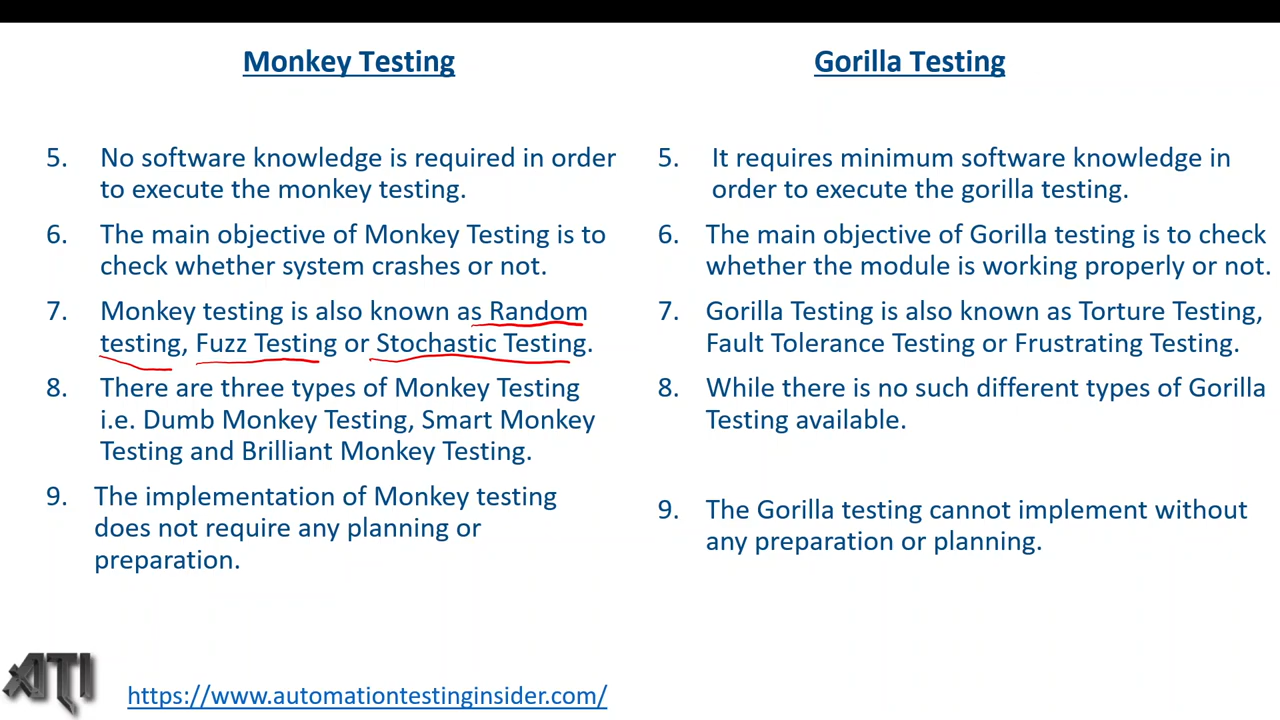 Monkey Testing
5. No software knowledge is required in order
to execute the monkey testing.
6. The main objective of Monkey Testing is to
check whether system crashes or not.
7. Monkey testing is also known as Random
testing, Fuzz Testing or Stochastic Testing.
8. There are three types of Monkey Testing
i.e. Dumb Monkey Testing, Smart Monkey
Testing and Brilliant Monkey Testing.
9. The implementation of Monkey testing
does not require any planning or
preparation.
Gorilla Testing
5. It requires minimum software knowledge in
order to execute the gorilla testing.
6. The main objective of Gorilla testing is to check
whether the module is working properly or not.
7. Gorilla Testing is also known as Torture Testing,
Fault Tolerance Testing or Frustrating Testing.
8. While there is no such different types of Gorilla
Testing available.
9. The Gorilla testing cannot implement without
any preparation or planning.
ATI
https://www.automationtestinginsider.com/